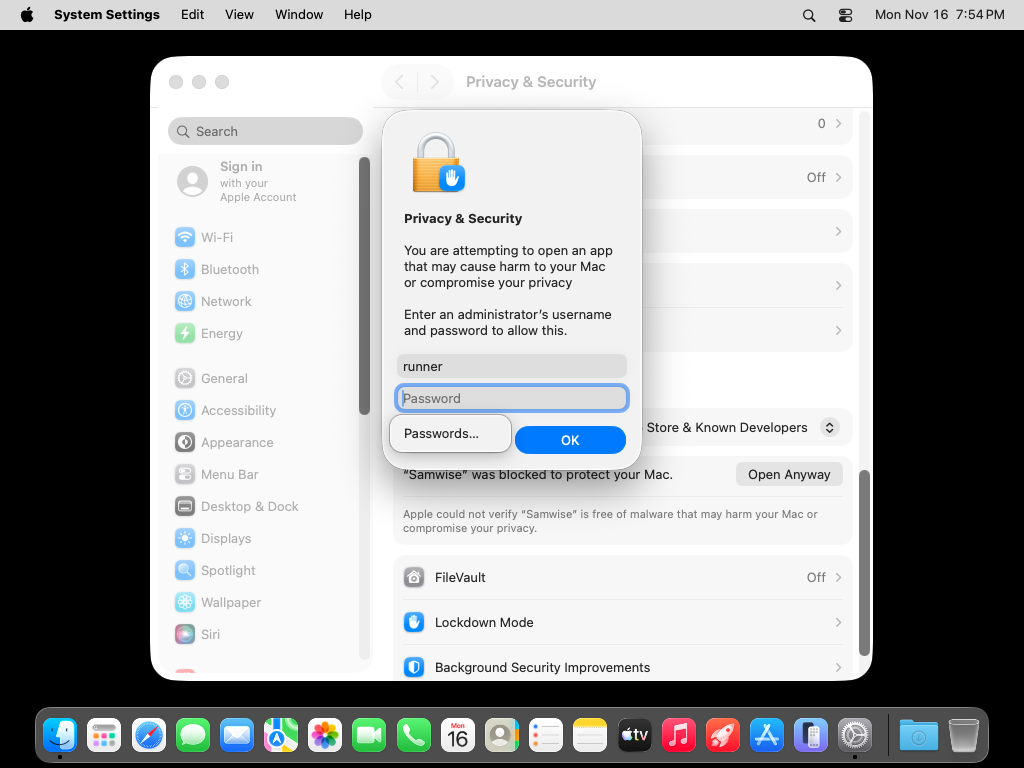 System Settings Edit View Window Help Mon Nov 16 7:54 PM
Privacy & Security
Search
Sign in
with your
Apple Account
Wi-Fi
Bluetooth
Network
Energy
General
Accessibility
Appearance
Menu Bar
Desktop & Dock
Displays
Spotlight
Wallpaper
Siri
0
Off
Privacy & Security
You are attempting to open an app
that may cause harm to your Mac
or compromise your privacy
Enter an administrator's username
and password to allow this.
runner
Password
Passwords...
OK
Store & Known Developers
“Samwise” was blocked to protect your Mac.
Open Anyway
Apple could not verify “Samwise” is free of malware that may harm your Mac or
compromise your privacy.
FileVault Off
Lockdown Mode
Background Security Improvements
Mon
16
tv